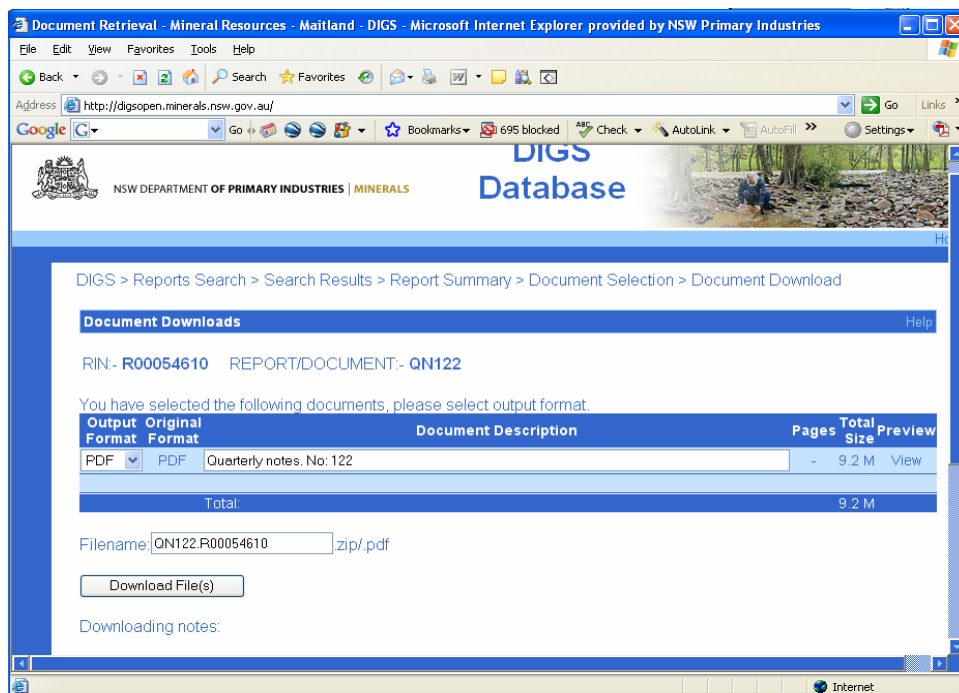 Document Retrieval - Mineral Resources - Maitland - DIGS - Microsoft Internet Explorer provided by NSW Primary Industries
File Edit View Favorites Tools Help
Back Search Favorites
Address http://digsopen.minerals.nsw.gov.au/ Go Links
Google G Go Bookmarks 695 blocked ABC Check AutoLink AutoFill Settings
DIGS
NSW DEPARTMENT OF PRIMARY INDUSTRIES | MINERALS
Database
Ho
DIGS > Reports Search > Search Results > Report Summary > Document Selection > Document Download
Document Downloads Help
RIN:- R00054610 REPORT/DOCUMENT:- QN122
You have selected the following documents, please select output format.
Output Format Original Format Document Description Pages Total Size Preview
PDF PDF Quarterly notes. No: 122 - 9.2 M View
Total: 9.2 M
Filename: QN122.R00054610 .zip/.pdf
Download File(s)
Downloading notes:
Internet